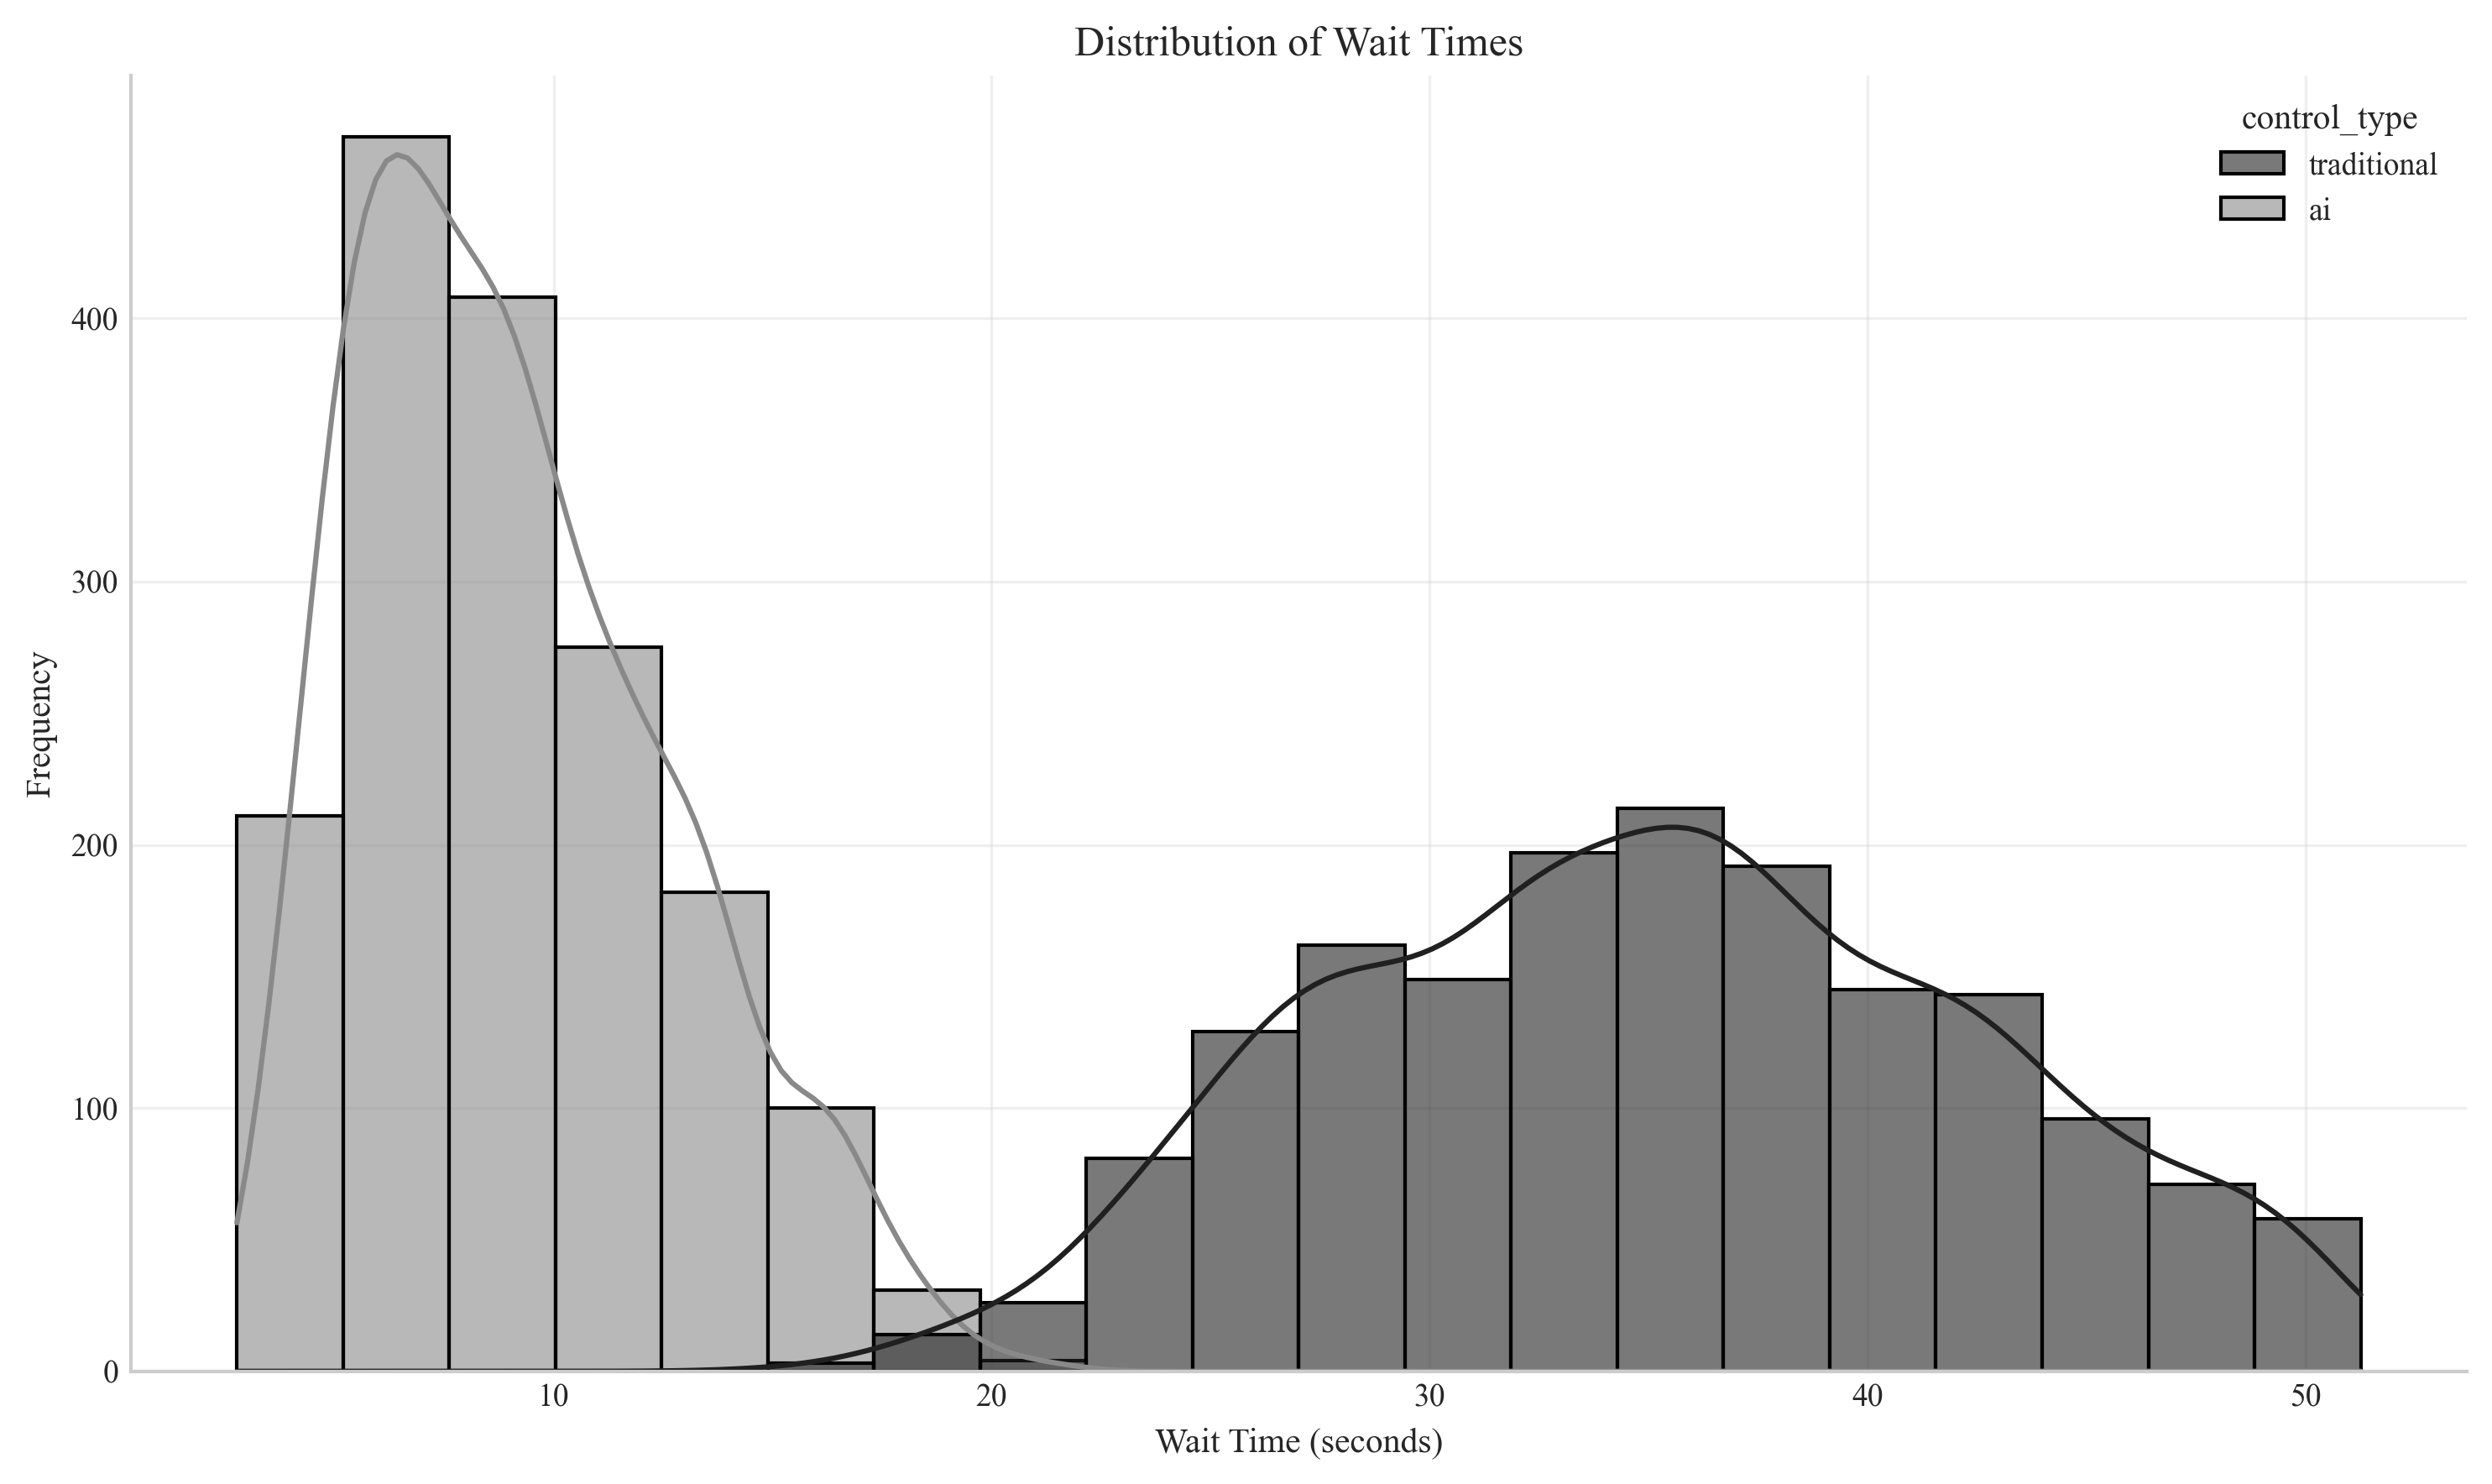 Distribution of Wait Times
control_type
traditional
ai
Frequency
400
300
200
100
0
10 20 30 40 50
Wait Time (seconds)